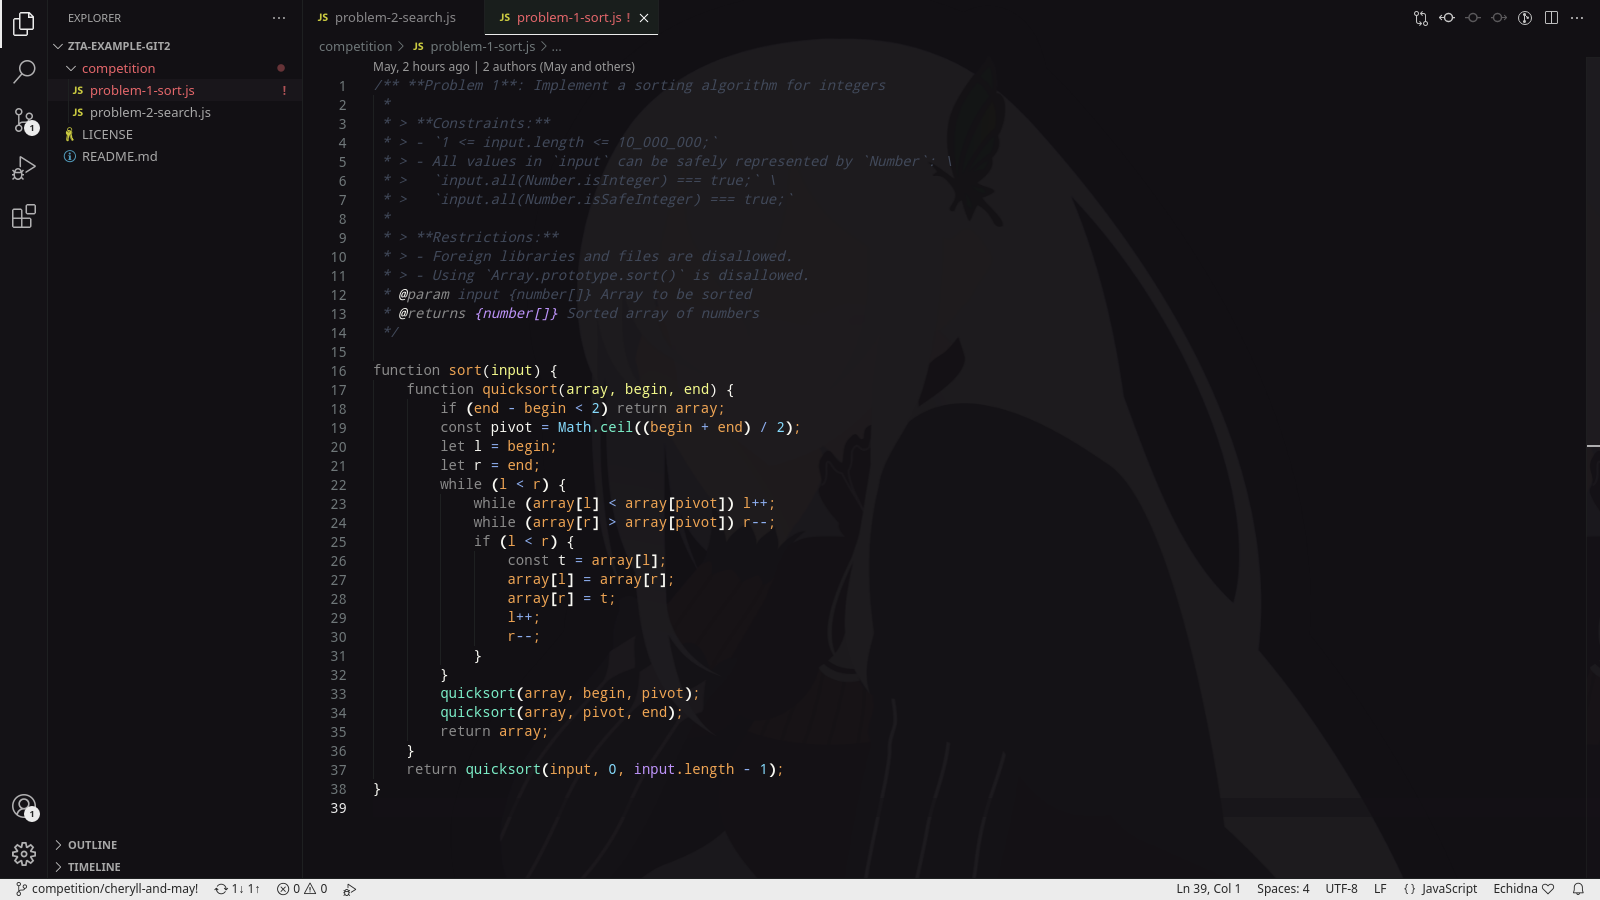 EXPLORER
ZTA-EXAMPLE-GIT2
competition
JS problem-1-sort.js !
JS problem-2-search.js
LICENSE
README.md
OUTLINE
TIMELINE
JS problem-2-search.js
JS problem-1-sort.js !
competition > JS problem-1-sort.js > ...
May, 2 hours ago | 2 authors (May and others)
1 /** **Problem 1**: Implement a sorting algorithm for integers
2 *
3 * > **Constraints:**
4 * > - `1 <= input.length <= 10_000_000;`
5 * > - All values in `input` can be safely represented by `Number`: \
6 * >   `input.all(Number.isInteger) === true;` \
7 * >   `input.all(Number.isSafeInteger) === true;`
8 *
9 * > **Restrictions:**
10 * > - Foreign libraries and files are disallowed.
11 * > - Using `Array.prototype.sort()` is disallowed.
12 * @param input {number[]} Array to be sorted
13 * @returns {number[]} Sorted array of numbers
14 */
15
16 function sort(input) {
17     function quicksort(array, begin, end) {
18         if (end - begin < 2) return array;
19         const pivot = Math.ceil((begin + end) / 2);
20         let l = begin;
21         let r = end;
22         while (l < r) {
23             while (array[l] < array[pivot]) l++;
24             while (array[r] > array[pivot]) r--;
25             if (l < r) {
26                 const t = array[l];
27                 array[l] = array[r];
28                 array[r] = t;
29                 l++;
30                 r--;
31             }
32         }
33         quicksort(array, begin, pivot);
34         quicksort(array, pivot, end);
35         return array;
36     }
37     return quicksort(input, 0, input.length - 1);
38 }
39
1
1
competition/cheryll-and-may! 1↓ 1↑ 0 0 Ln 39, Col 1 Spaces: 4 UTF-8 LF {} JavaScript Echidna ♡